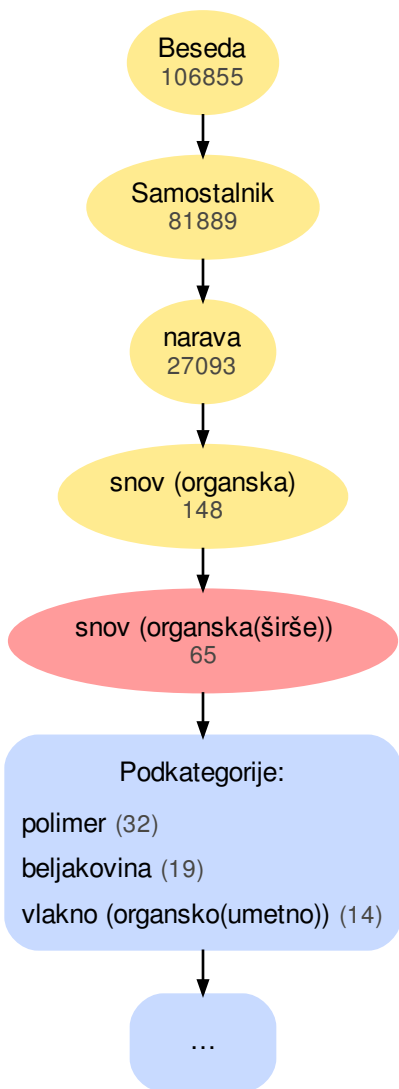 Beseda
106855
Samostalnik
81889
narava
27093
snov (organska)
148
snov (organska(širše))
65
Podkategorije:
polimer (32)
beljakovina (19)
vlakno (organsko(umetno)) (14)
...